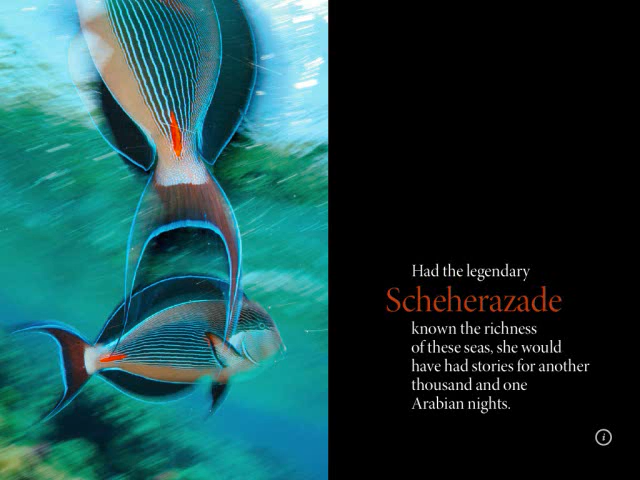 Had the legendary
Scheherazade
known the richness
of these seas, she would
have had stories for another
thousand and one
Arabian nights.
i